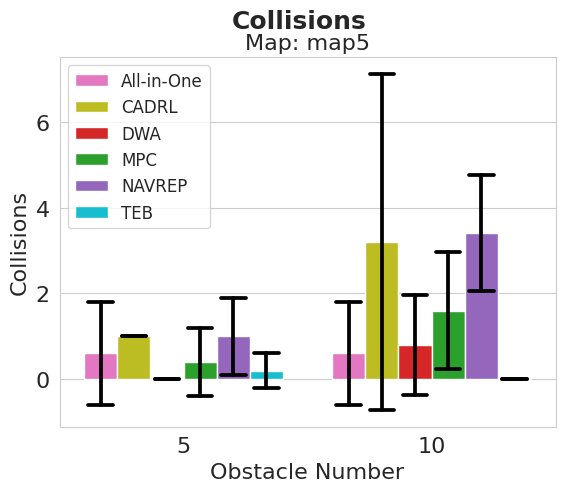 Collisions
Map: map5
All-in-One
CADRL
DWA
MPC
NAVREP
TEB
Collisions
6
4
2
0
5
10
Obstacle Number